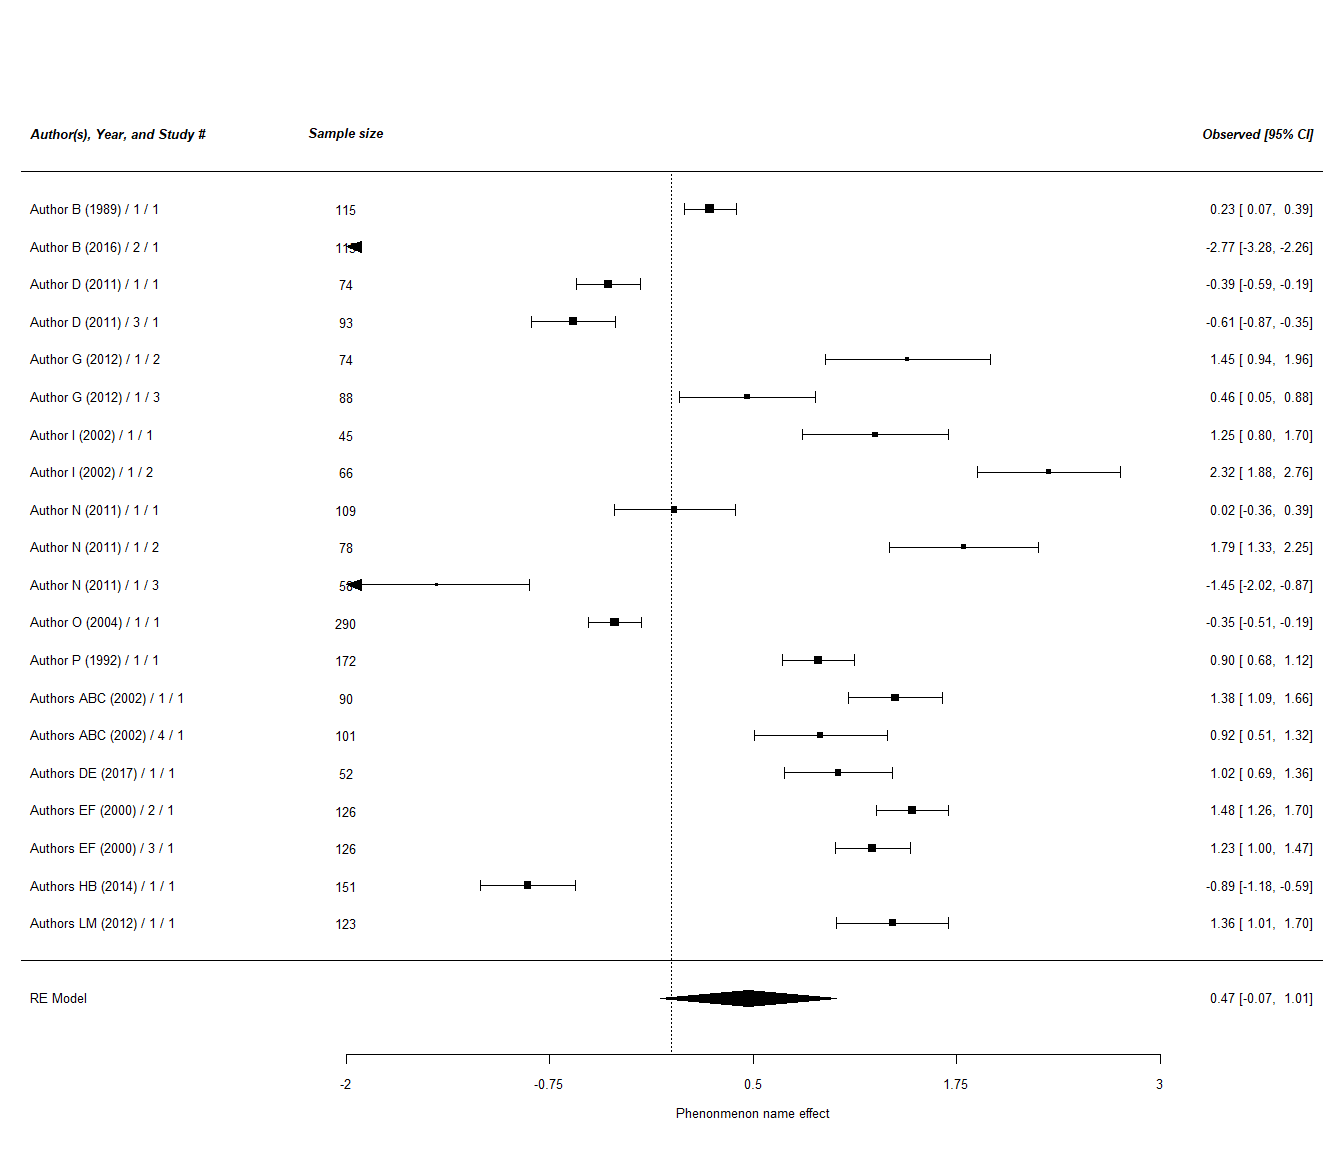 Author(s), Year, and Study # Sample size Observed [95% CI]
Author B (1989) / 1 / 1 115 0.23 [ 0.07, 0.39]
Author B (2016) / 2 / 1 -2.77 [-3.28, -2.26]
Author D (2011) / 1 / 1 74 -0.39 [-0.59, -0.19]
Author D (2011) / 3 / 1 93 -0.61 [-0.87, -0.35]
Author G (2012) / 1 / 2 74 1.45 [ 0.94, 1.96]
Author G (2012) / 1 / 3 88 0.46 [ 0.05, 0.88]
Author I (2002) / 1 / 1 45 1.25 [ 0.80, 1.70]
Author I (2002) / 1 / 2 66 2.32 [ 1.88, 2.76]
Author N (2011) / 1 / 1 109 0.02 [-0.36, 0.39]
Author N (2011) / 1 / 2 78 1.79 [ 1.33, 2.25]
Author N (2011) / 1 / 3 -1.45 [-2.02, -0.87]
Author O (2004) / 1 / 1 290 -0.35 [-0.51, -0.19]
Author P (1992) / 1 / 1 172 0.90 [ 0.68, 1.12]
Authors ABC (2002) / 1 / 1 90 1.38 [ 1.09, 1.66]
Authors ABC (2002) / 4 / 1 101 0.92 [ 0.51, 1.32]
Authors DE (2017) / 1 / 1 52 1.02 [ 0.69, 1.36]
Authors EF (2000) / 2 / 1 126 1.48 [ 1.26, 1.70]
Authors EF (2000) / 3 / 1 126 1.23 [ 1.00, 1.47]
Authors HB (2014) / 1 / 1 151 -0.89 [-1.18, -0.59]
Authors LM (2012) / 1 / 1 123 1.36 [ 1.01, 1.70]
RE Model 0.47 [-0.07, 1.01]
-2 -0.75 0.5 1.75 3
Phenonmenon name effect